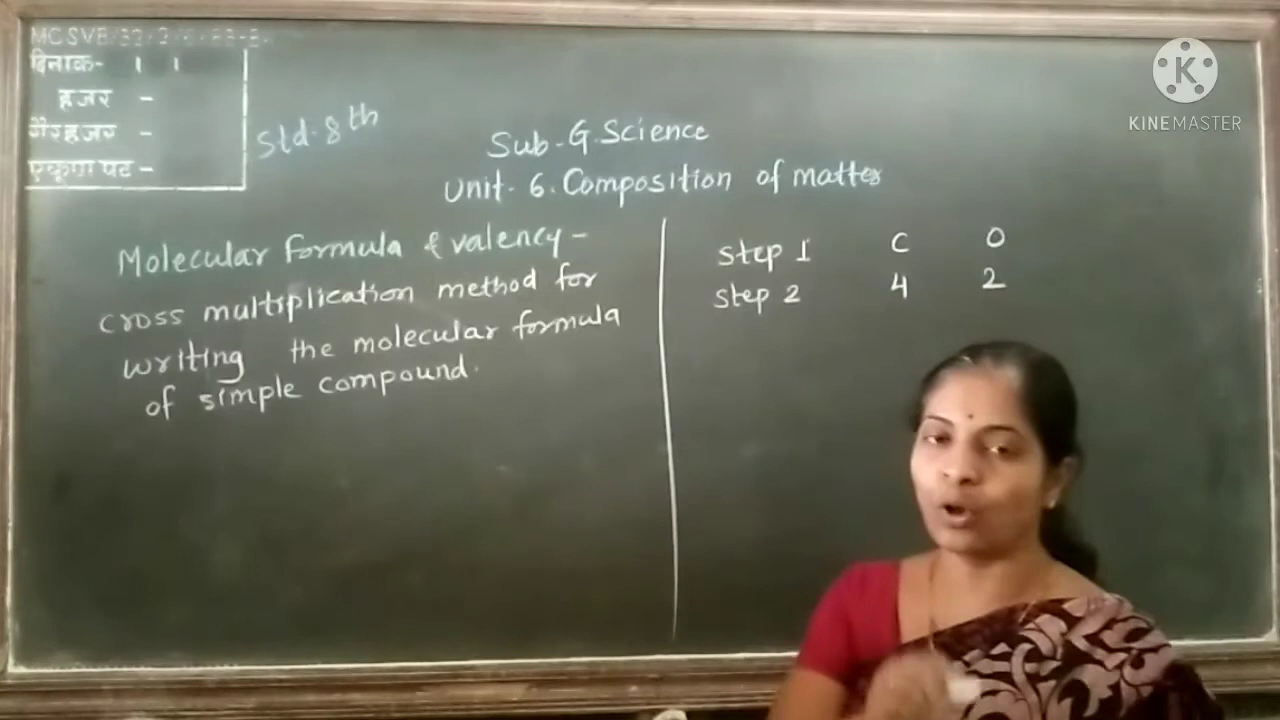 दिनांक-
हजर -
गैरहजर -
एकूण पट -
Std. 8th
Sub - G. Science
Unit - 6. Composition of matter
Molecular formula & valency -
cross multiplication method for
writing the molecular formula
of simple compound.
Step 1 C O
Step 2 4 2
K
KINEMASTER